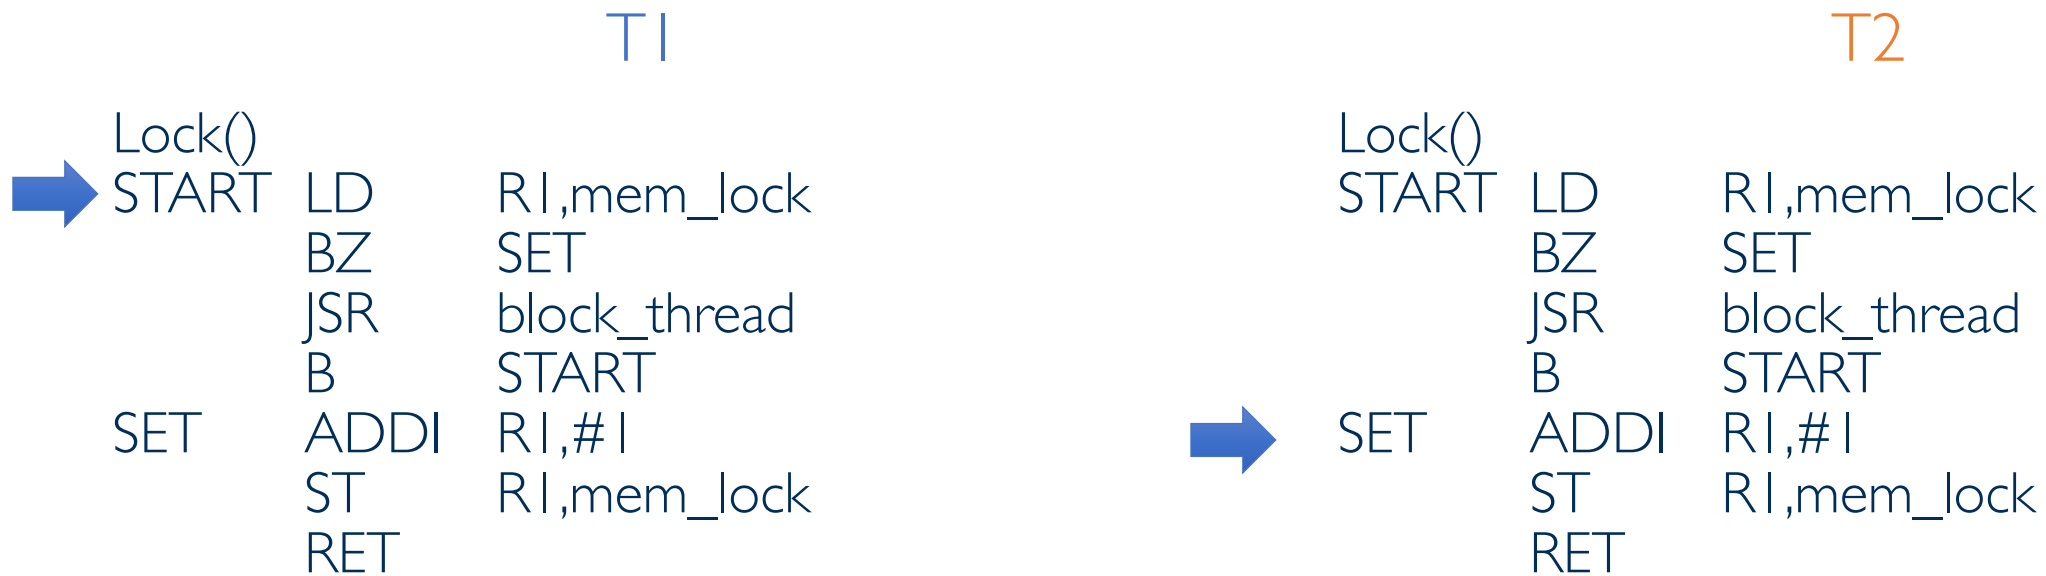 T1
Lock()
START LD R1,mem_lock
BZ SET
JSR block_thread
B START
SET ADDI R1,#1
ST R1,mem_lock
RET
T2
Lock()
START LD R1,mem_lock
BZ SET
JSR block_thread
B START
SET ADDI R1,#1
ST R1,mem_lock
RET